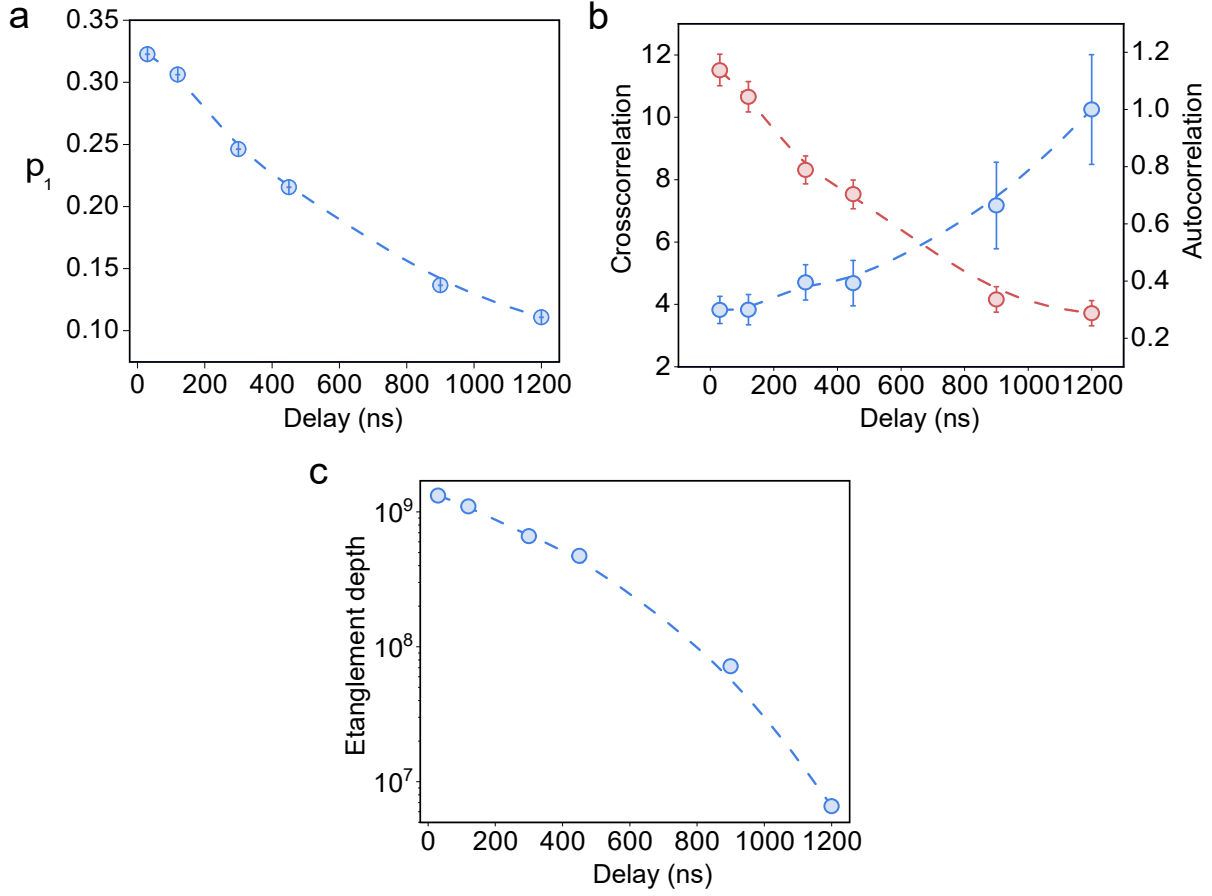 a
0.35
0.30
0.25
0.20
0.15
0.10
p1
0 200 400 600 800 1000 1200
Delay (ns)
b
12
10
8
6
4
2
Crosscorrelation
1.2
1.0
0.8
0.6
0.4
0.2
Autocorrelation
0 200 400 600 800 1000 1200
Delay (ns)
c
10^9
10^8
10^7
Etanglement depth
0 200 400 600 800 1000 1200
Delay (ns)